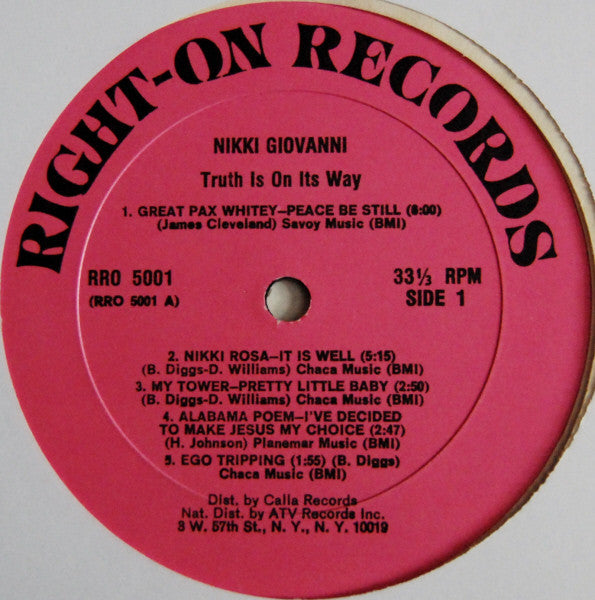 RIGHT-ON RECORDS
NIKKI GIOVANNI
Truth Is On Its Way
1. GREAT PAX WHITEY—PEACE BE STILL (8:00)
(James Cleveland) Savoy Music (BMI)
RRO 5001
(RRO 5001 A)
33⅓ RPM
SIDE 1
2. NIKKI ROSA—IT IS WELL (5:15)
(B. Diggs-D. Williams) Chaca Music (BMI)
3. MY TOWER—PRETTY LITTLE BABY (2:50)
(B. Diggs-D. Williams) Chaca Music (BMI)
4. ALABAMA POEM—I'VE DECIDED
TO MAKE JESUS MY CHOICE (2:47)
(H. Johnson) Planemar Music (BMI)
5. EGO TRIPPING (1:55) (B. Diggs)
Chaca Music (BMI)
Dist. by Calla Records
Nat. Dist. by ATV Records Inc.
8 W. 57th St., N. Y., N. Y. 10019